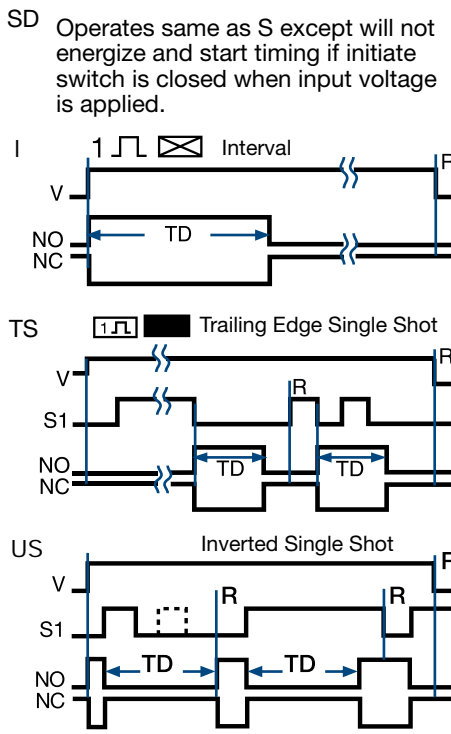 SD Operates same as S except will not
energize and start timing if initiate
switch is closed when input voltage
is applied.
I 1 Interval
R
V
NO TD
NC
TS 1 Trailing Edge Single Shot
R
V
R
S1
NO TD TD
NC
US Inverted Single Shot
V
R R
S1
NO TD TD
NC